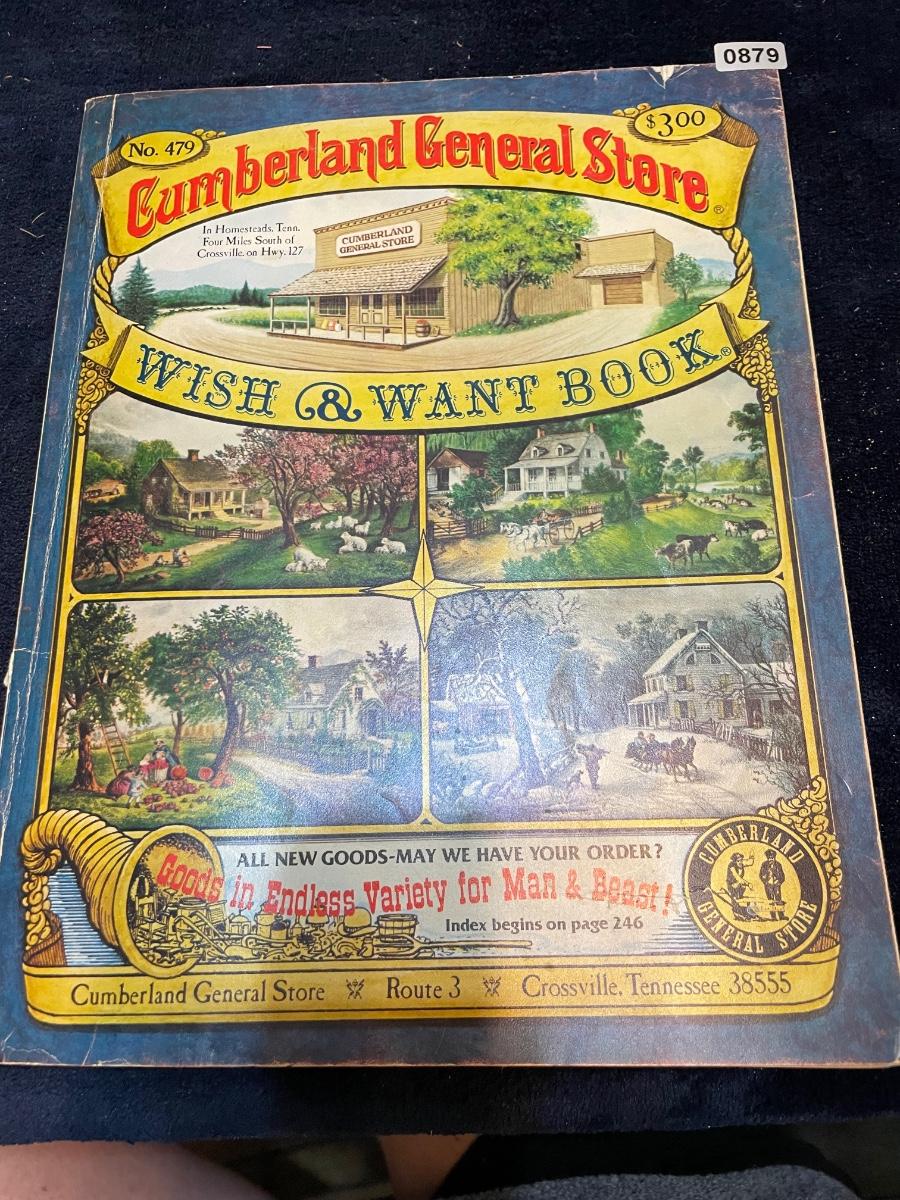 0879
No. 479
$3.00
Cumberland General Store®
In Homesteads, Tenn.
Four Miles South of
Crossville, on Hwy. 127
CUMBERLAND
GENERAL STORE
WISH & WANT BOOK®
ALL NEW GOODS-MAY WE HAVE YOUR ORDER?
Goods in Endless Variety for Man & Beast!
Index begins on page 246
CUMBERLAND
GENERAL STORE
Cumberland General Store Route 3 Crossville, Tennessee 38555